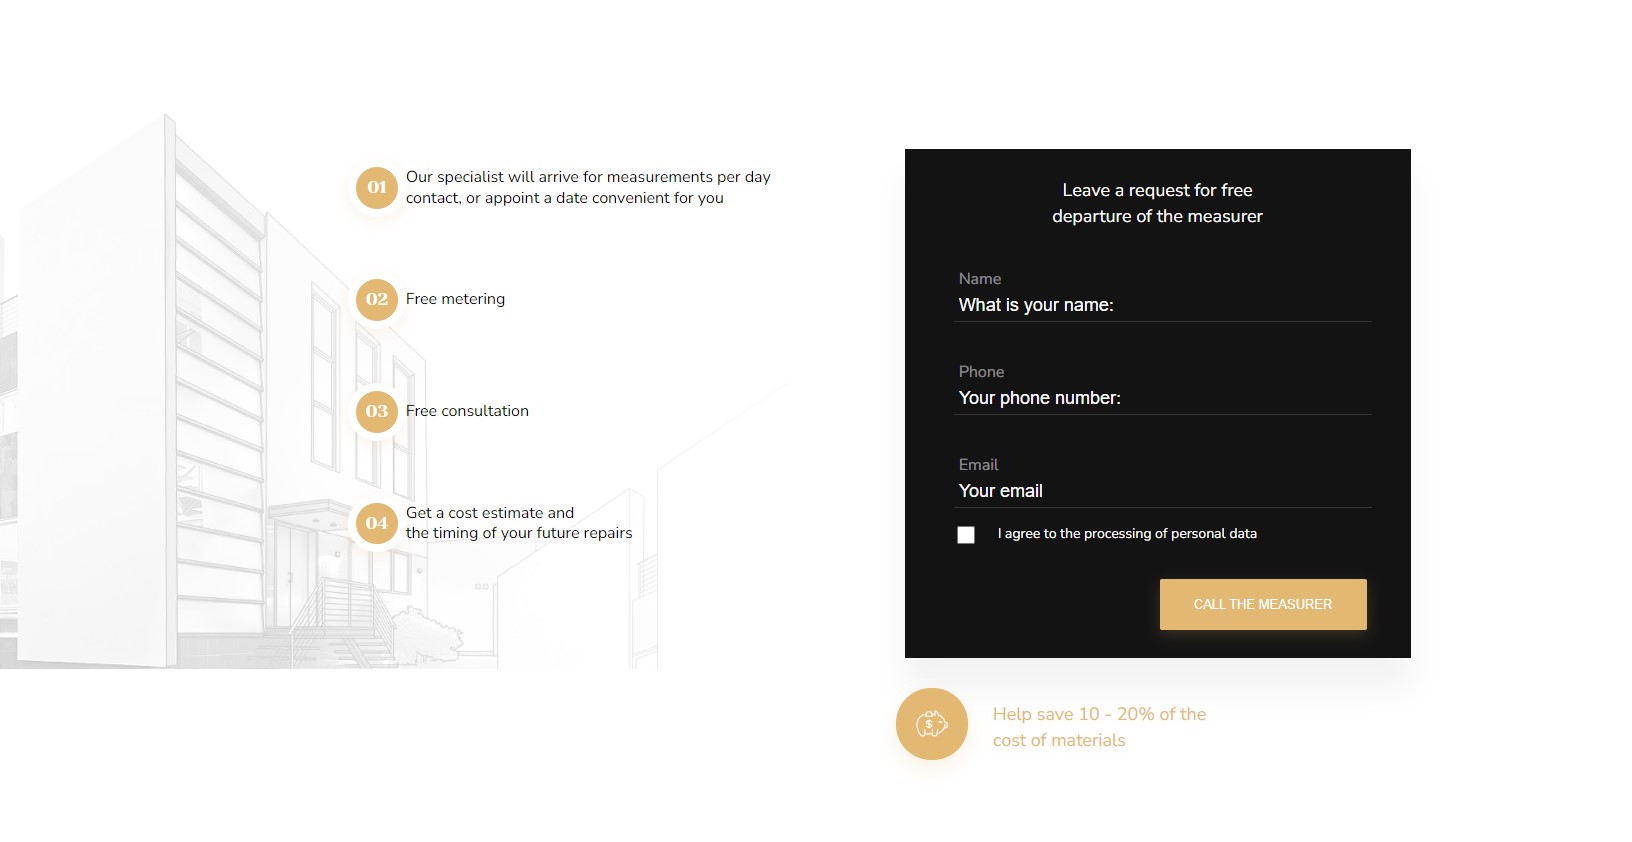 01
Our specialist will arrive for measurements per day
contact, or appoint a date convenient for you
02
Free metering
03
Free consultation
04
Get a cost estimate and
the timing of your future repairs
Leave a request for free
departure of the measurer
Name
What is your name:
Phone
Your phone number:
Email
Your email
I agree to the processing of personal data
CALL THE MEASURER
$
Help save 10 - 20% of the
cost of materials